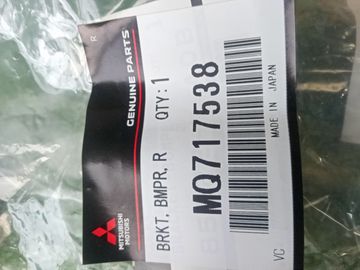 GENUINE PARTS
R
MITSUBISHI
MOTORS
BRKT, BMPR, R
QTY: 1
MQ717538
MADE IN JAPAN
VC